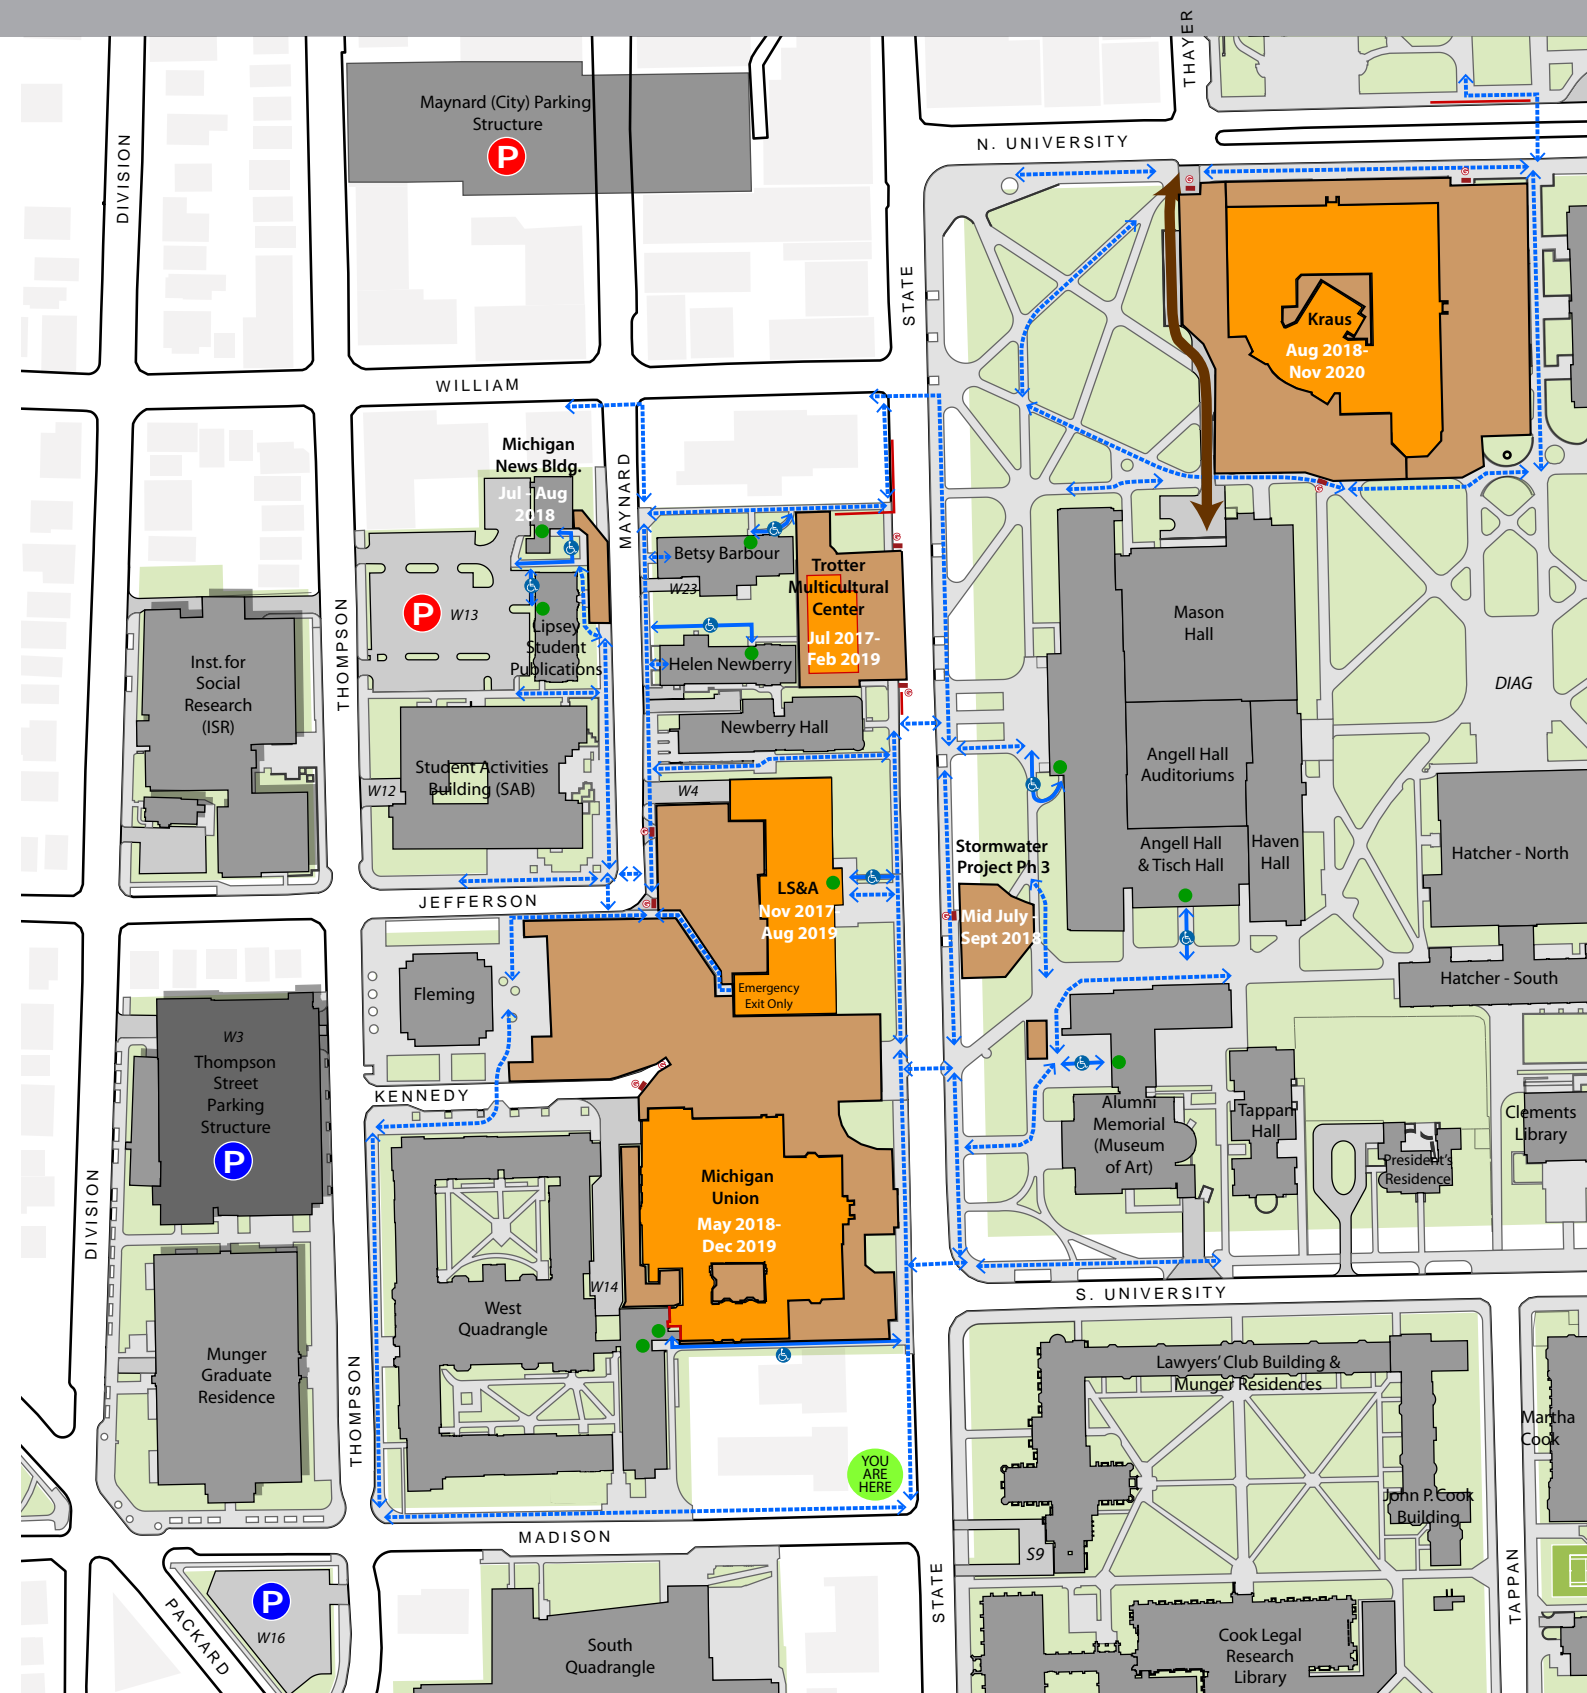 THAYER
Maynard (City) Parking
Structure
P
DIVISION
N. UNIVERSITY
G
G
STATE
Kraus
Aug 2018-
Nov 2020
WILLIAM
Michigan
News Bldg.
Jul - Aug
2018
MAYNARD
G
G
Betsy Barbour
W23
Trotter
Multicultural
Center
Jul 2017-
Feb 2019
P
W13
Lipsey
Student
Publications
THOMPSON
Helen Newberry
G
Mason
Hall
Inst. for
Social
Research
(ISR)
DIAG
Newberry Hall
Angell Hall
Auditoriums
Student Activities
Building (SAB)
W12
W4
G
Stormwater
Project Ph 3
Mid July -
Sept 2018
G
Angell Hall
& Tisch Hall
Haven
Hall
Hatcher - North
LS&A
Nov 2017-
Aug 2019
JEFFERSON
G
Emergency
Exit Only
Hatcher - South
Fleming
W3
Thompson
Street
Parking
Structure
P
KENNEDY
G
G
Alumni
Memorial
(Museum
of Art)
Tappan
Hall
Clements
Library
President's
Residence
Michigan
Union
May 2018-
Dec 2019
DIVISION
W14
West
Quadrangle
S. UNIVERSITY
Munger
Graduate
Residence
THOMPSON
Lawyers' Club Building &
Munger Residences
Martha
Cook
YOU
ARE
HERE
John P. Cook
Building
MADISON
S9
STATE
TAPPAN
P
W16
PACKARD
South
Quadrangle
Cook Legal
Research
Library